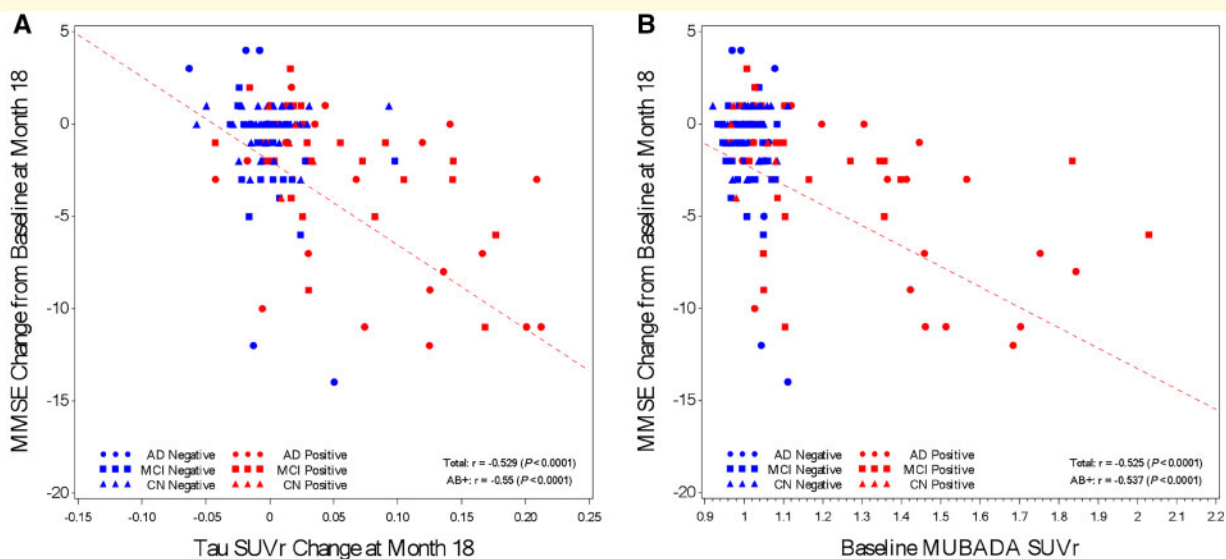 A
MMSE Change from Baseline at Month 18
5
0
-5
-10
-15
-20
AD Negative AD Positive
MCI Negative MCI Positive
CN Negative CN Positive
Total: r = -0.529 (P<0.0001)
AB+: r = -0.55 (P<0.0001)
-0.15 -0.10 -0.05 0 0.05 0.10 0.15 0.20 0.25
Tau SUVr Change at Month 18
B
MMSE Change from Baseline at Month 18
5
0
-5
-10
-15
-20
AD Negative AD Positive
MCI Negative MCI Positive
CN Negative CN Positive
Total: r = -0.525 (P<0.0001)
AB+: r = -0.537 (P<0.0001)
0.9 1 1.1 1.2 1.3 1.4 1.5 1.6 1.7 1.8 1.9 2 2.1 2.2
Baseline MUBADA SUVr